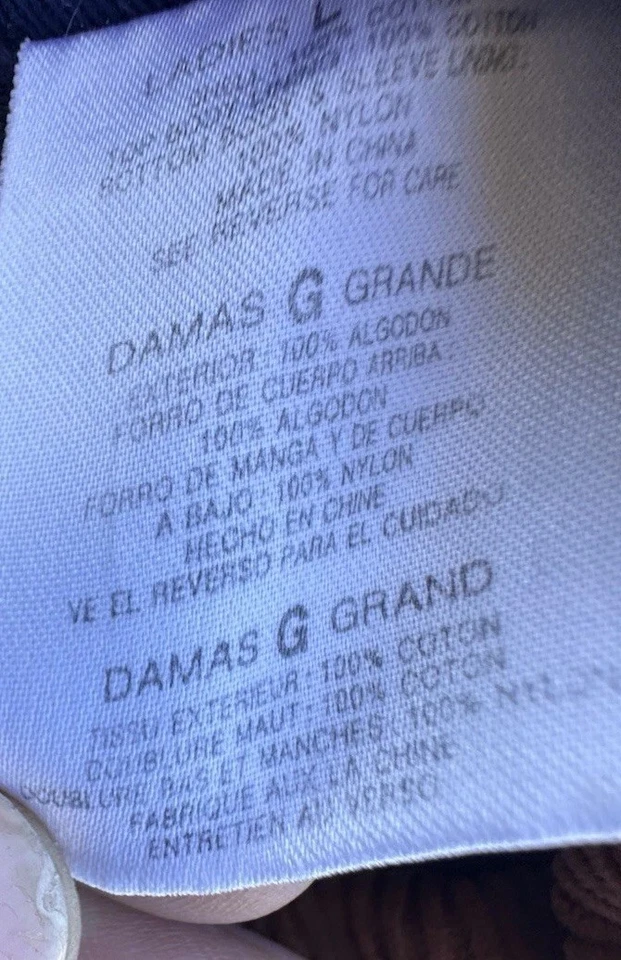 LADIES L
SHELL: 100% COTTON
TOP BODY LINING: 100% COTTON
BOTTOM BODY & SLEEVE LINING:
100% NYLON
MADE IN CHINA
SEE REVERSE FOR CARE
DAMAS G GRANDE
EXTERIOR : 100% ALGODON
FORRO DE CUERPO ARRIBA :
100% ALGODON
FORRO DE MANGA Y DE CUERPO
A BAJO : 100% NYLON
HECHO EN CHINE
VE EL REVERSO PARA EL CUIDADO
DAMAS G GRAND
TISSU EXTERIEUR : 100% COTON
DOUBLURE HAUT : 100% COTON
DOUBLURE BAS ET MANCHES : 100% NYLON
FABRIQUE AUX LA CHINE
ENTRETIEN AU VERSO